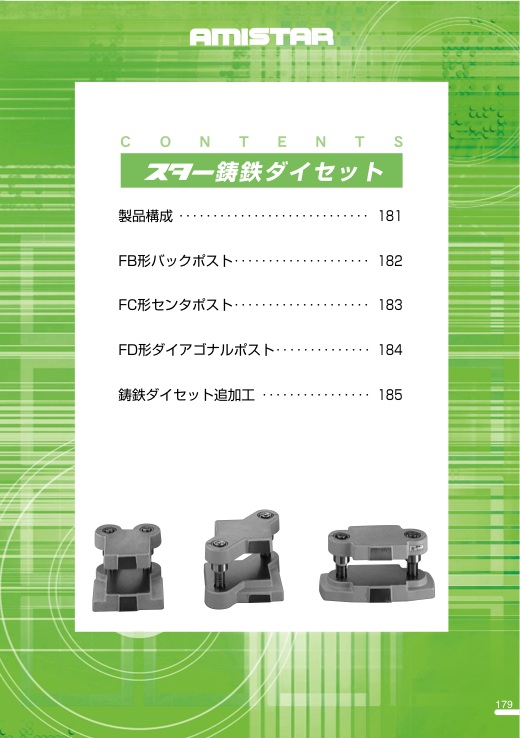 AMISTAR
CONTENTS
スター鋳鉄ダイセット
製品構成 ···························· 181
FB形バックポスト···················· 182
FC形センタポスト···················· 183
FD形ダイアゴナルポスト·············· 184
鋳鉄ダイセット追加工 ················ 185
179